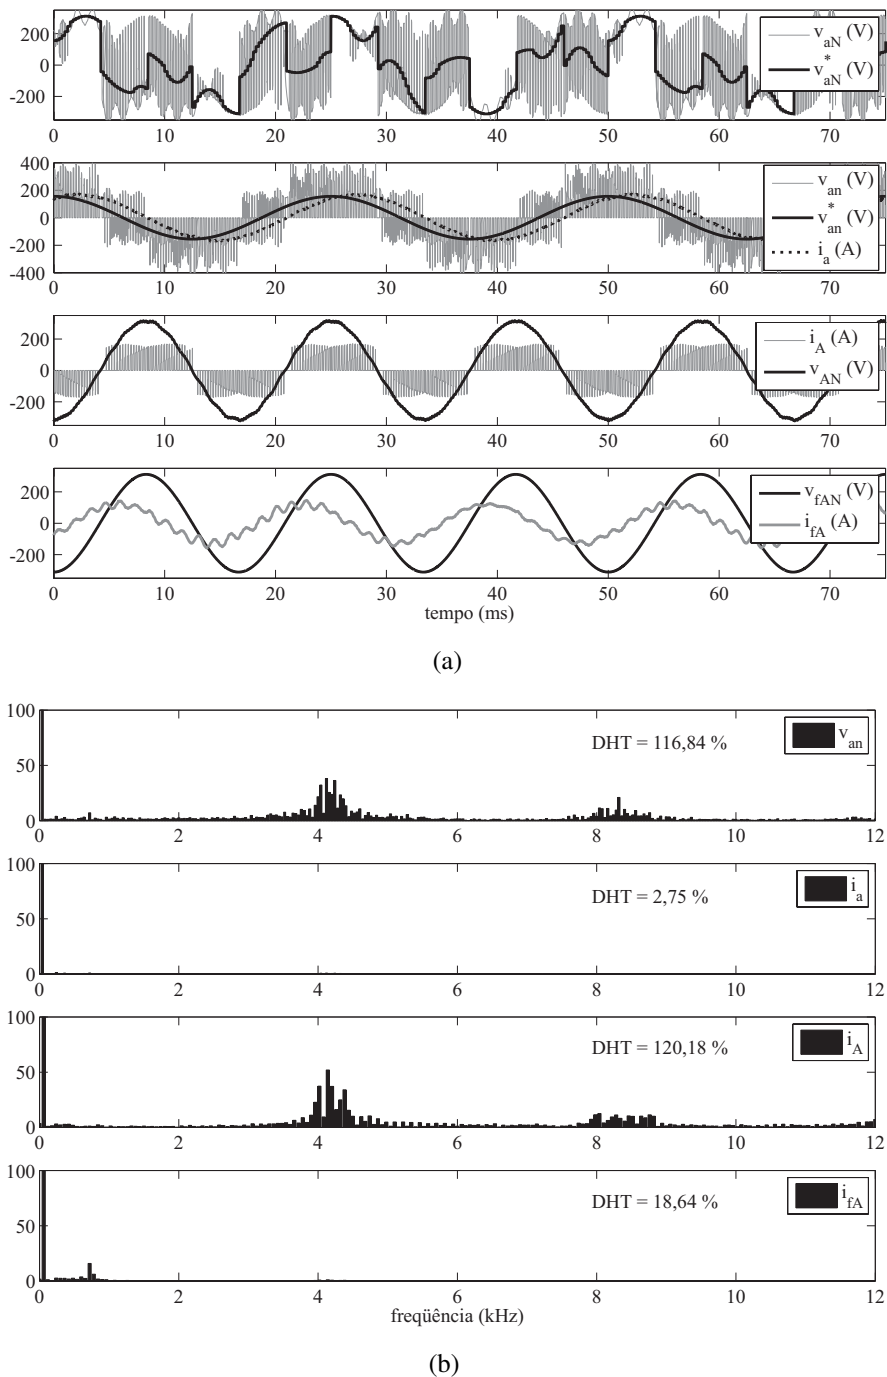 200
0
-200
v_aN (V)
v*_aN (V)
0 10 20 30 40 50 60 70
400
200
0
-200
-400
v_an (V)
v*_an (V)
i_a (A)
0 10 20 30 40 50 60 70
200
0
-200
i_A (A)
v_AN (V)
0 10 20 30 40 50 60 70
200
0
-200
v_fAN (V)
i_fA (A)
0 10 20 30 40 50 60 70
tempo (ms)
(a)
100
50
0
DHT = 116,84 %
v_an
0 2 4 6 8 10 12
100
50
0
DHT = 2,75 %
i_a
0 2 4 6 8 10 12
100
50
0
DHT = 120,18 %
i_A
0 2 4 6 8 10 12
100
50
0
DHT = 18,64 %
i_fA
0 2 4 6 8 10 12
freqüência (kHz)
(b)